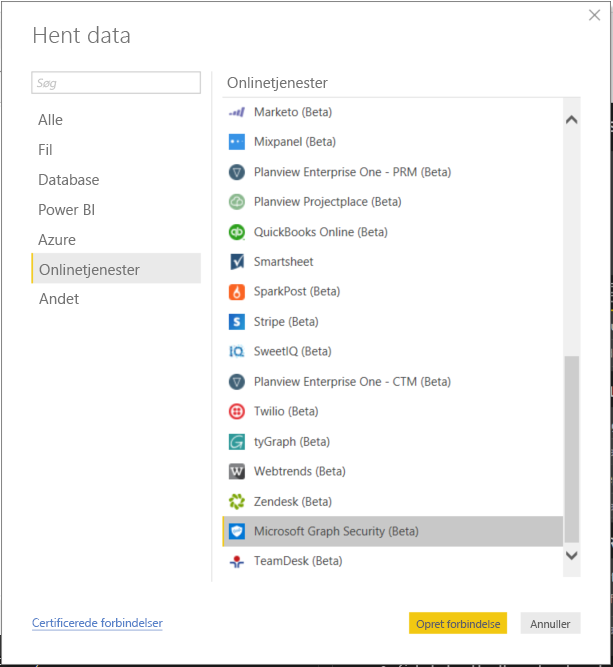 Hent data
Søg
Alle
Fil
Database
Power BI
Azure
Onlinetjenester
Andet
Onlinetjenester
Marketo (Beta)
Mixpanel (Beta)
Planview Enterprise One - PRM (Beta)
Planview Projectplace (Beta)
QuickBooks Online (Beta)
Smartsheet
SparkPost (Beta)
Stripe (Beta)
SweetIQ (Beta)
Planview Enterprise One - CTM (Beta)
Twilio (Beta)
tyGraph (Beta)
Webtrends (Beta)
Zendesk (Beta)
Microsoft Graph Security (Beta)
TeamDesk (Beta)
Certificerede forbindelser
Opret forbindelse
Annuller